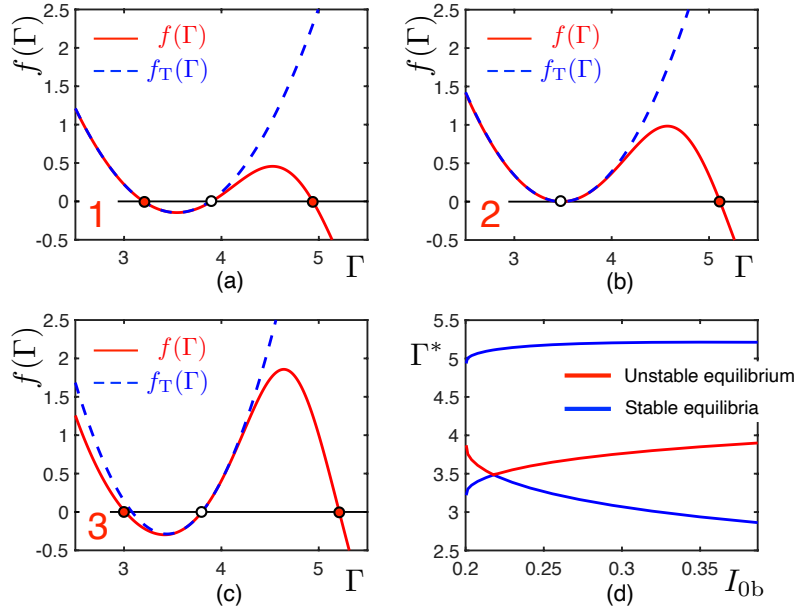 2.5
2
1.5
1
0.5
0
-0.5
f(Γ)
f(Γ)
f_T(Γ)
1
3
4
5
Γ
(a)
2.5
2
1.5
1
0.5
0
-0.5
f(Γ)
f(Γ)
f_T(Γ)
2
3
4
5
Γ
(b)
2.5
2
1.5
1
0.5
0
-0.5
f(Γ)
f(Γ)
f_T(Γ)
3
3
4
5
Γ
(c)
5.5
5
4.5
4
3.5
3
2.5
Γ*
Unstable equilibrium
Stable equilibria
0.2
0.25
0.3
0.35
I_0b
(d)